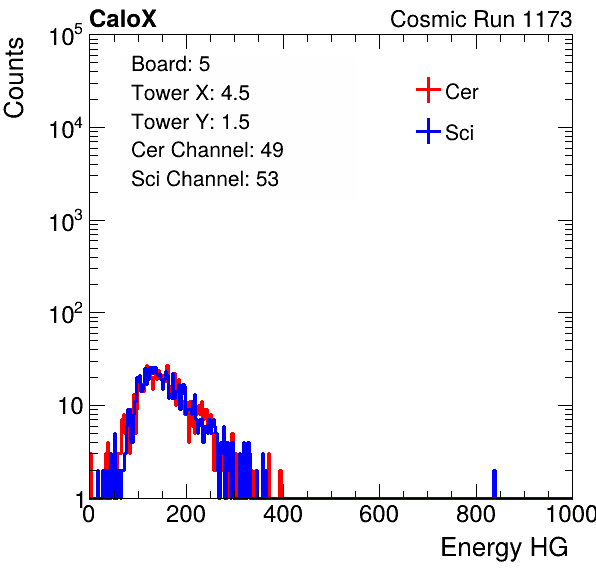 CaloX Cosmic Run 1173
Counts
10^5
10^4
10^3
10^2
10
1
Board: 5
Tower X: 4.5
Tower Y: 1.5
Cer Channel: 49
Sci Channel: 53
Cer
Sci
0 200 400 600 800 1000
Energy HG